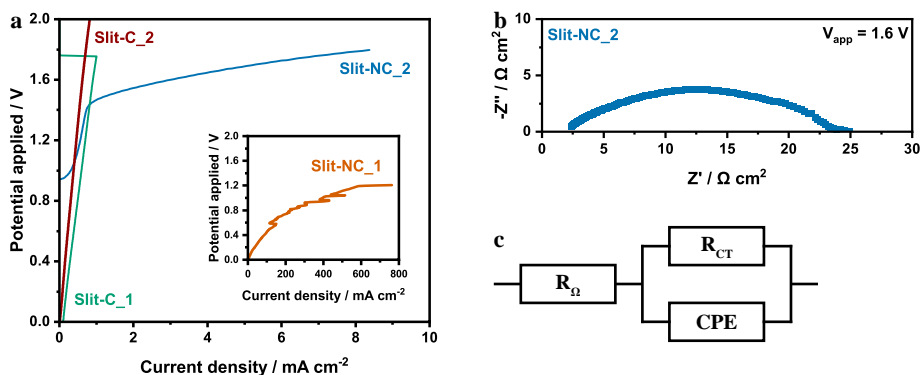 a
2.0
1.6
1.2
0.8
0.4
0.0
Potential applied / V
Slit-C_2
Slit-NC_2
Slit-C_1
0 2 4 6 8 10
Current density / mA cm-2
2.0
1.6
1.2
0.8
0.4
0.0
Potential applied / V
Slit-NC_1
0 200 400 600 800
Current density / mA cm-2
b
Slit-NC_2
Vapp = 1.6 V
10
5
0
-Z'' / Ω cm2
0 5 10 15 20 25 30
Z' / Ω cm2
c
RΩ
RCT
CPE